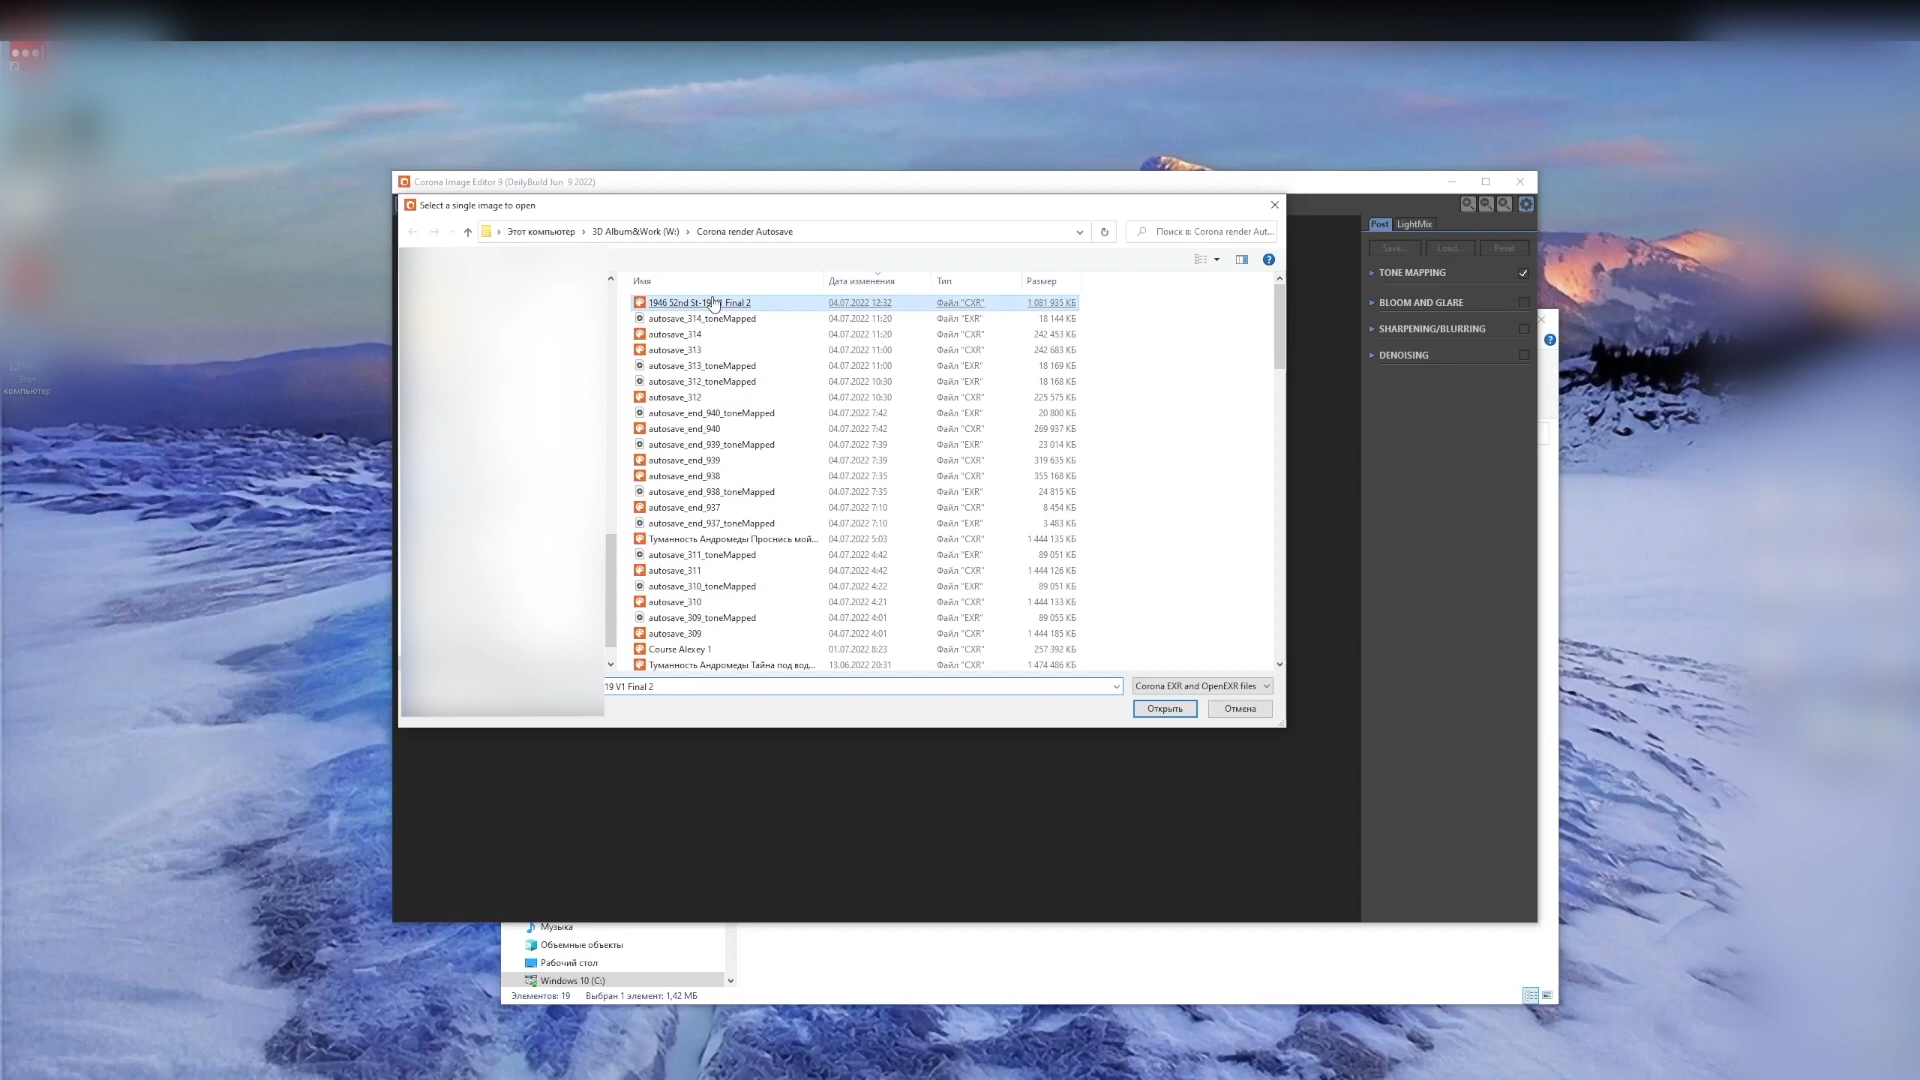 Corona Image Editor 9 (DailyBuild Jun 9 2022)
Select a single image to open
Этот компьютер › 3D Album&Work (W:) › Corona render Autosave
Поиск в: Corona render Aut...
Post LightMix
Save... Load... Reset
TONE MAPPING
BLOOM AND GLARE
SHARPENING/BLURRING
DENOISING
Имя Дата изменения Тип Размер
1946 52nd St-19 V1 Final 2 04.07.2022 12:32 Файл "CXR" 1 081 935 КБ
autosave_314_toneMapped 04.07.2022 11:20 Файл "EXR" 18 144 КБ
autosave_314 04.07.2022 11:20 Файл "CXR" 242 453 КБ
autosave_313 04.07.2022 11:00 Файл "CXR" 242 683 КБ
autosave_313_toneMapped 04.07.2022 11:00 Файл "EXR" 18 169 КБ
autosave_312_toneMapped 04.07.2022 10:30 Файл "EXR" 18 168 КБ
autosave_312 04.07.2022 10:30 Файл "CXR" 225 575 КБ
autosave_end_940_toneMapped 04.07.2022 7:42 Файл "EXR" 20 800 КБ
autosave_end_940 04.07.2022 7:42 Файл "CXR" 269 937 КБ
autosave_end_939_toneMapped 04.07.2022 7:39 Файл "EXR" 23 014 КБ
autosave_end_939 04.07.2022 7:39 Файл "CXR" 319 635 КБ
autosave_end_938 04.07.2022 7:35 Файл "CXR" 355 168 КБ
autosave_end_938_toneMapped 04.07.2022 7:35 Файл "EXR" 24 815 КБ
autosave_end_937 04.07.2022 7:10 Файл "CXR" 8 454 КБ
autosave_end_937_toneMapped 04.07.2022 7:10 Файл "EXR" 3 483 КБ
Туманность Андромеды Проснись мой... 04.07.2022 5:03 Файл "CXR" 1 444 135 КБ
autosave_311_toneMapped 04.07.2022 4:42 Файл "EXR" 89 051 КБ
autosave_311 04.07.2022 4:42 Файл "CXR" 1 444 126 КБ
autosave_310_toneMapped 04.07.2022 4:22 Файл "EXR" 89 051 КБ
autosave_310 04.07.2022 4:21 Файл "CXR" 1 444 133 КБ
autosave_309_toneMapped 04.07.2022 4:01 Файл "EXR" 89 055 КБ
autosave_309 04.07.2022 4:01 Файл "CXR" 1 444 185 КБ
Course Alexey 1 01.07.2022 8:23 Файл "CXR" 257 392 КБ
Туманность Андромеды Тайна под вод... 13.06.2022 20:31 Файл "CXR" 1 474 486 КБ
19 V1 Final 2
Corona EXR and OpenEXR files
Открыть Отмена
компьютер
Музыка
Объемные объекты
Рабочий стол
Windows 10 (C:)
Элементов: 19 Выбран 1 элемент: 1,42 МБ